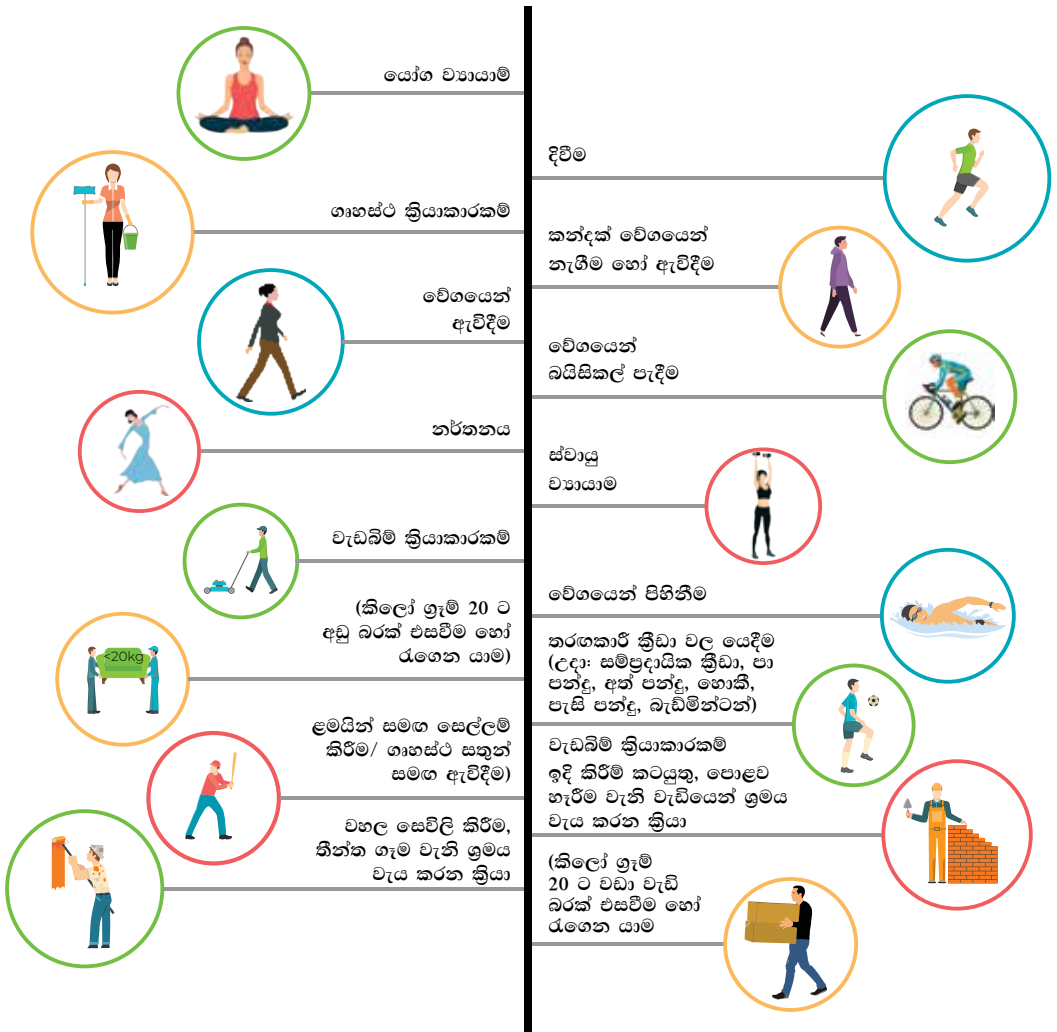 යෝග ව්‍යායාම්
ගෘහස්ථ ක්‍රියාකාරකම්
වේගයෙන්
ඇවිදීම
නර්තනය
වැඩබිම් ක්‍රියාකාරකම්
(කිලෝ ග්‍රෑම් 20 ට
අඩු බරක් එසවීම හෝ
රැගෙන යාම)
<20kg
ළමයින් සමඟ සෙල්ලම්
කිරීම/ ගෘහස්ථ සතුන්
සමඟ ඇවිදීම)
වහල සෙවිලි කිරීම,
තීන්ත ගෑම වැනි ශ්‍රමය
වැය කරන ක්‍රියා
දිවීම
කන්දක් වේගයෙන්
නැගීම හෝ ඇවිදීම
වේගයෙන්
බයිසිකල් පැදීම
ස්වායු
ව්‍යායාම
වේගයෙන් පිහිනීම
තරඟකාරී ක්‍රීඩා වල යෙදීම
(උදා: සම්ප්‍රදායික ක්‍රීඩා, පා
පන්දු, අත් පන්දු, හොකී,
පැසි පන්දු, බැඩ්මින්ටන්)
වැඩබිම් ක්‍රියාකාරකම්
ඉදි කිරීම් කටයුතු, පොළව
හෑරීම වැනි වැඩියෙන් ශ්‍රමය
වැය කරන ක්‍රියා
(කිලෝ ග්‍රෑම්
20 ට වඩා වැඩි
බරක් එසවීම හෝ
රැගෙන යාම